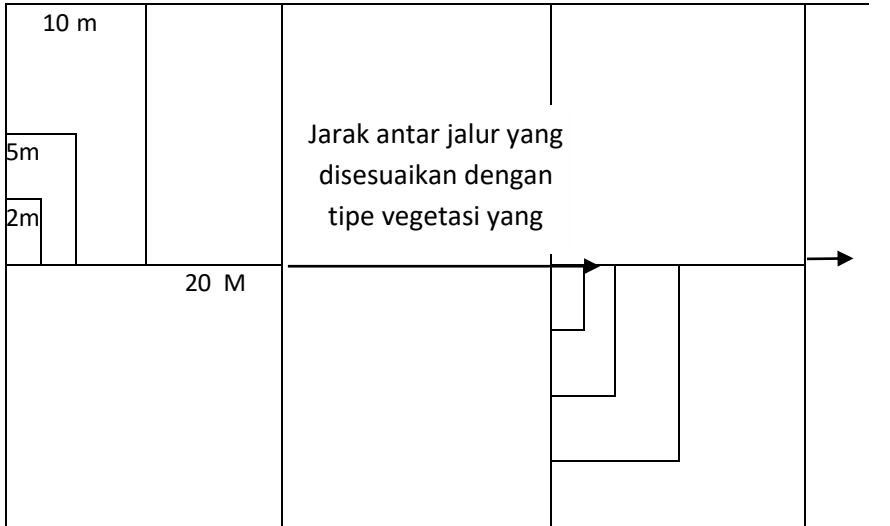 10 m
Jarak antar jalur yang
5m
disesuaikan dengan
2m
tipe vegetasi yang
20 M